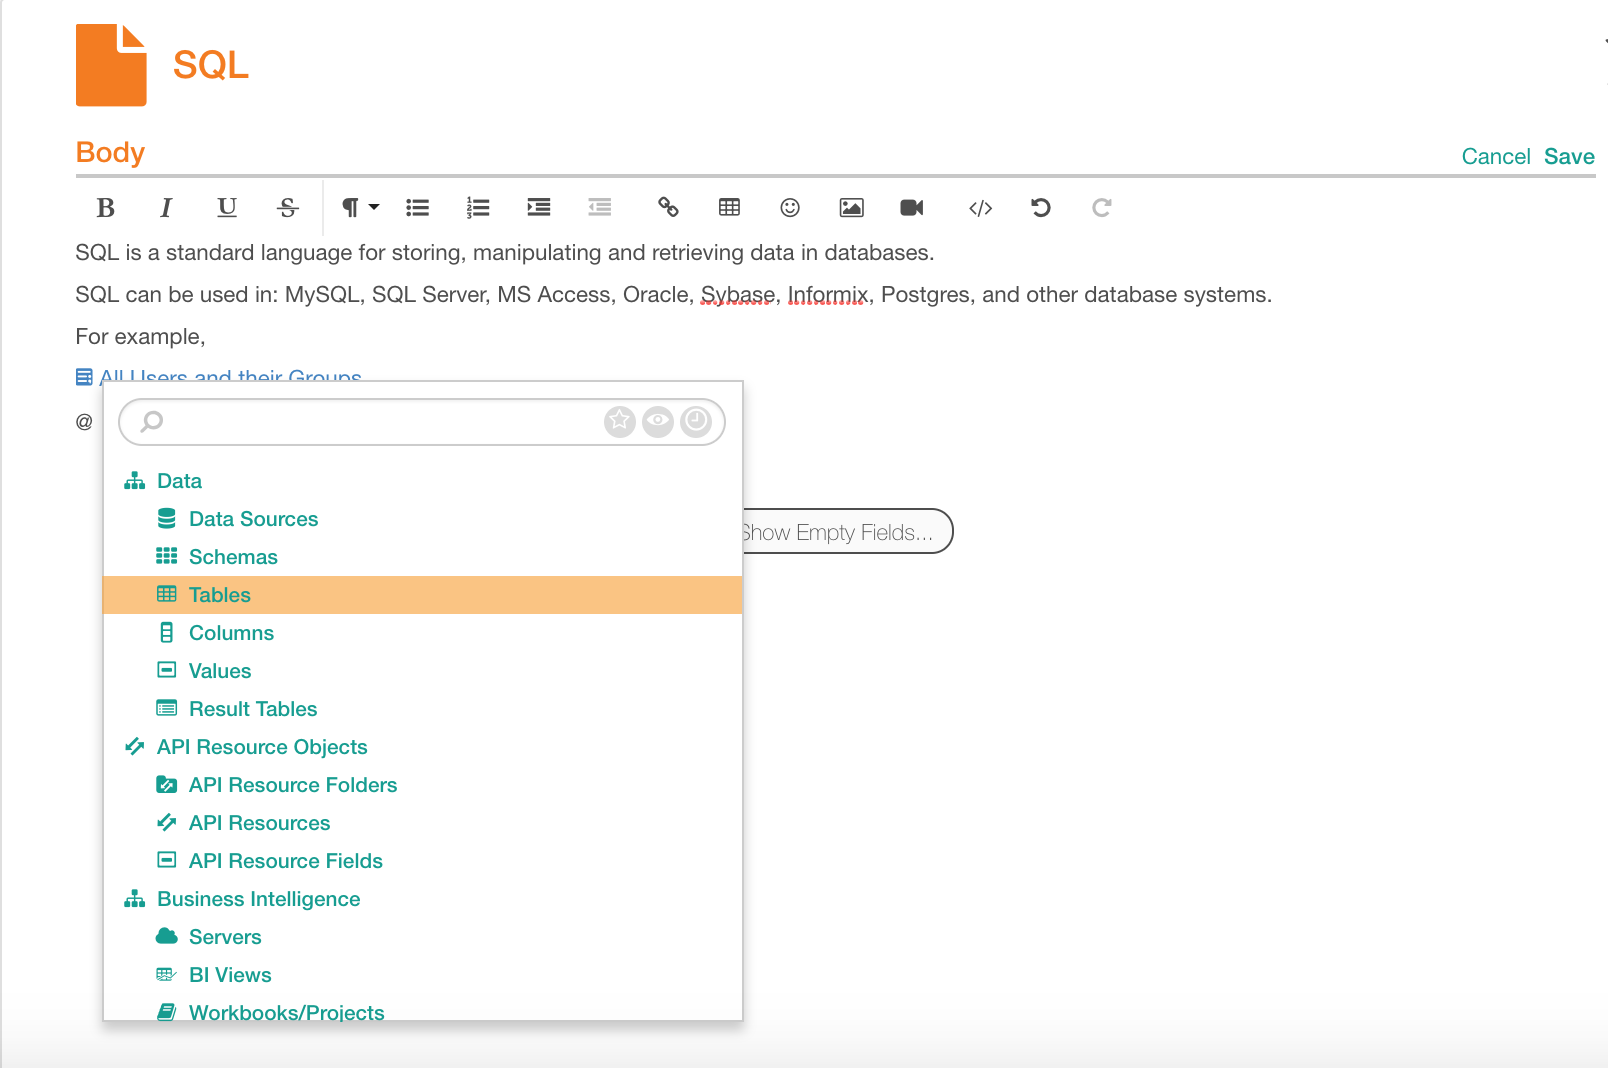 SQL
Body
Cancel Save
SQL is a standard language for storing, manipulating and retrieving data in databases.
SQL can be used in: MySQL, SQL Server, MS Access, Oracle, Sybase, Informix, Postgres, and other database systems.
For example,
All Users and their Groups
@
Data
Data Sources
Schemas
Show Empty Fields...
Tables
Columns
Values
Result Tables
API Resource Objects
API Resource Folders
API Resources
API Resource Fields
Business Intelligence
Servers
BI Views
Workbooks/Projects